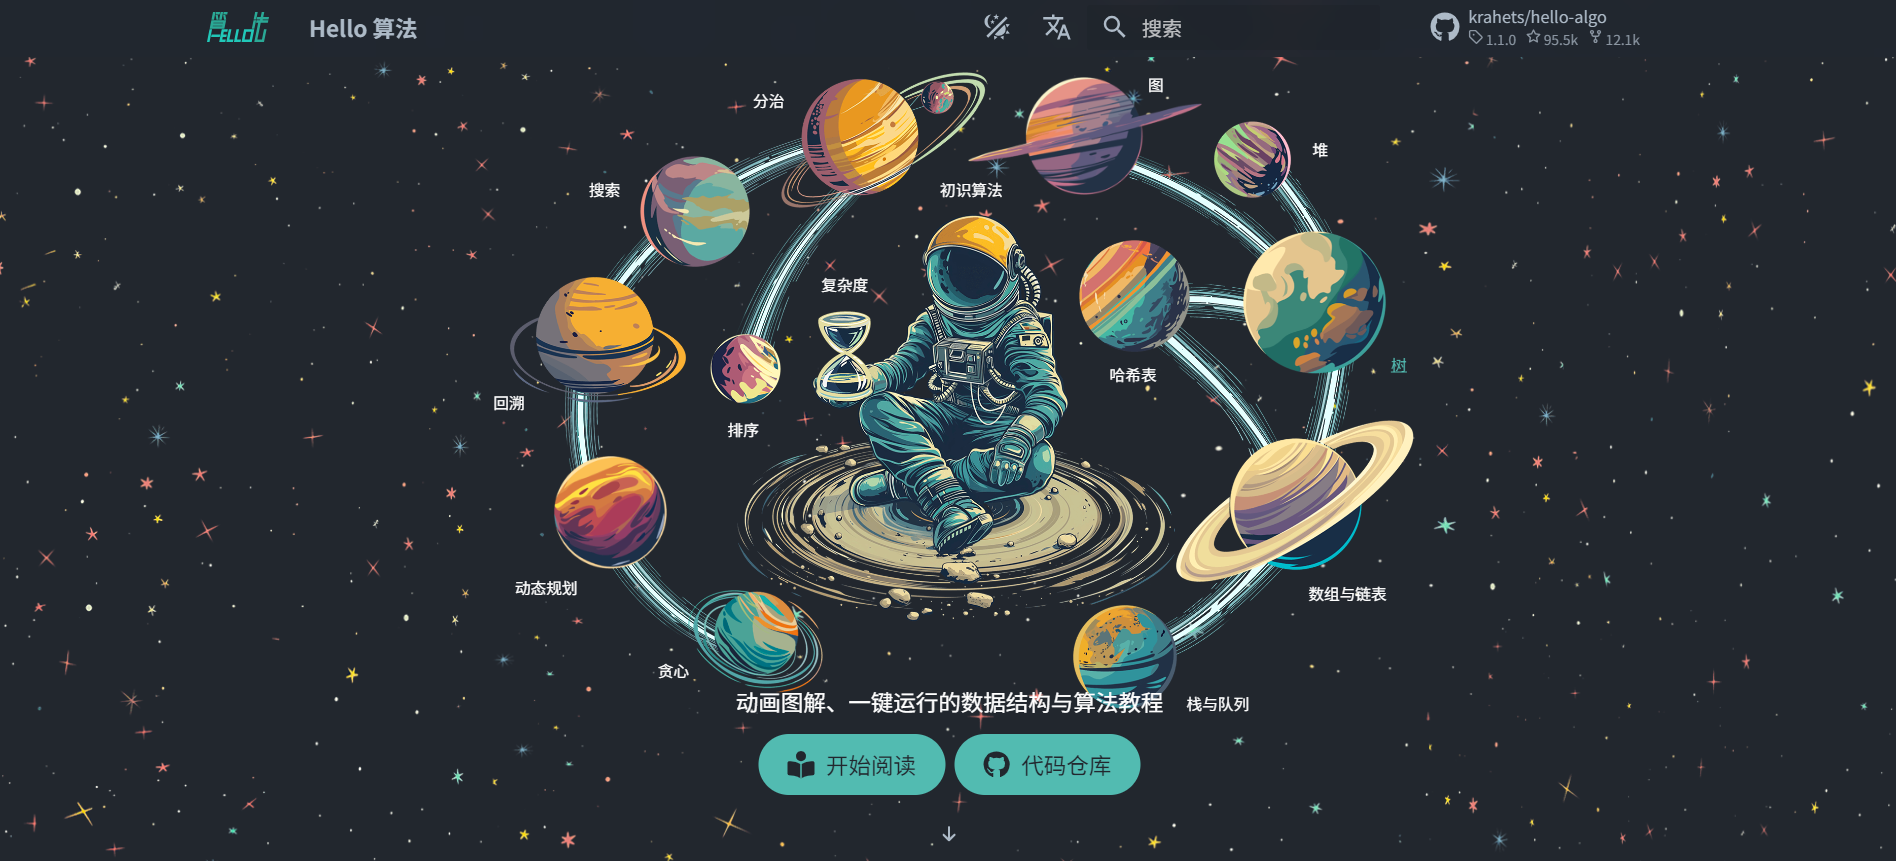 算法
HELLO
Hello 算法
搜索
krahets/hello-algo
1.1.0 95.5k 12.1k
分治
图
堆
搜索
初识算法
复杂度
树
哈希表
回溯
排序
动态规划
数组与链表
贪心
动画图解、一键运行的数据结构与算法教程
栈与队列
开始阅读
代码仓库